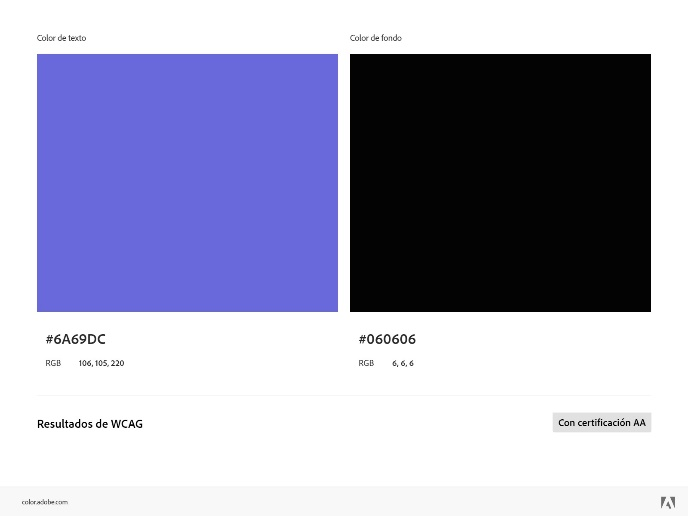 Color de texto
Color de fondo
#6A69DC
#060606
RGB 106, 105, 220
RGB 6, 6, 6
Resultados de WCAG
Con certificación AA
color.adobe.com